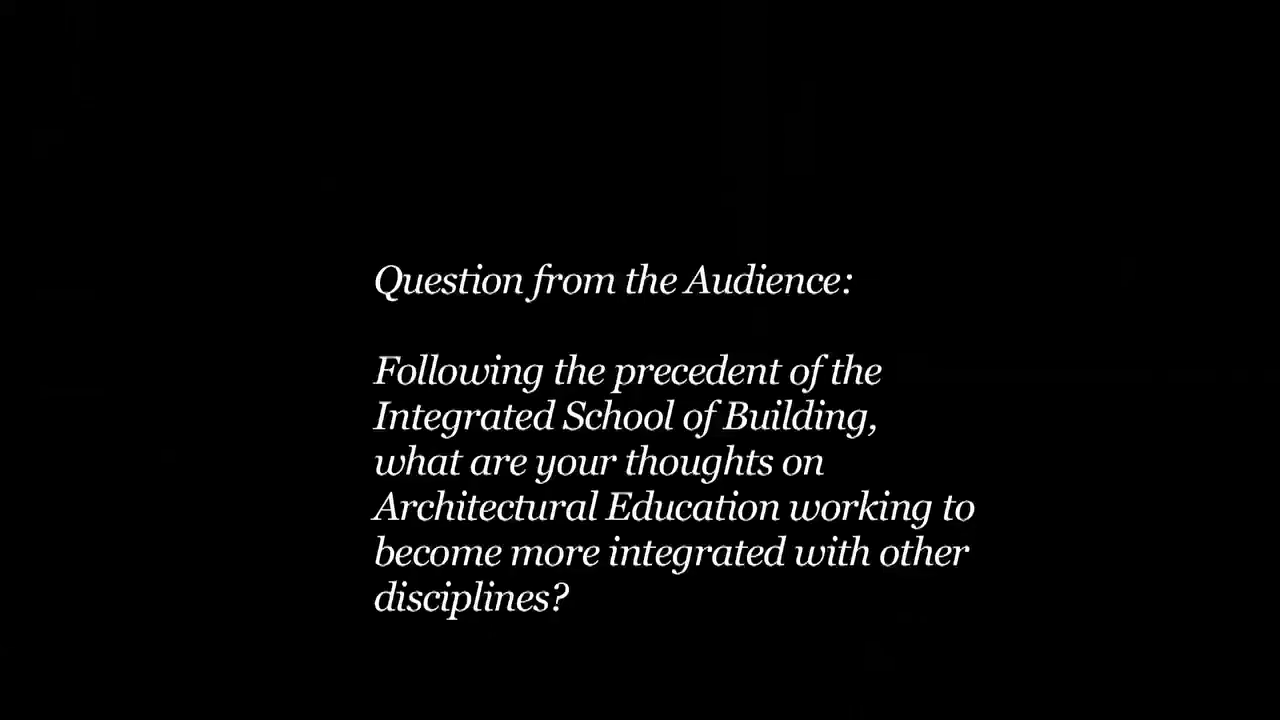 Question from the Audience:
Following the precedent of the
Integrated School of Building,
what are your thoughts on
Architectural Education working to
become more integrated with other
disciplines?